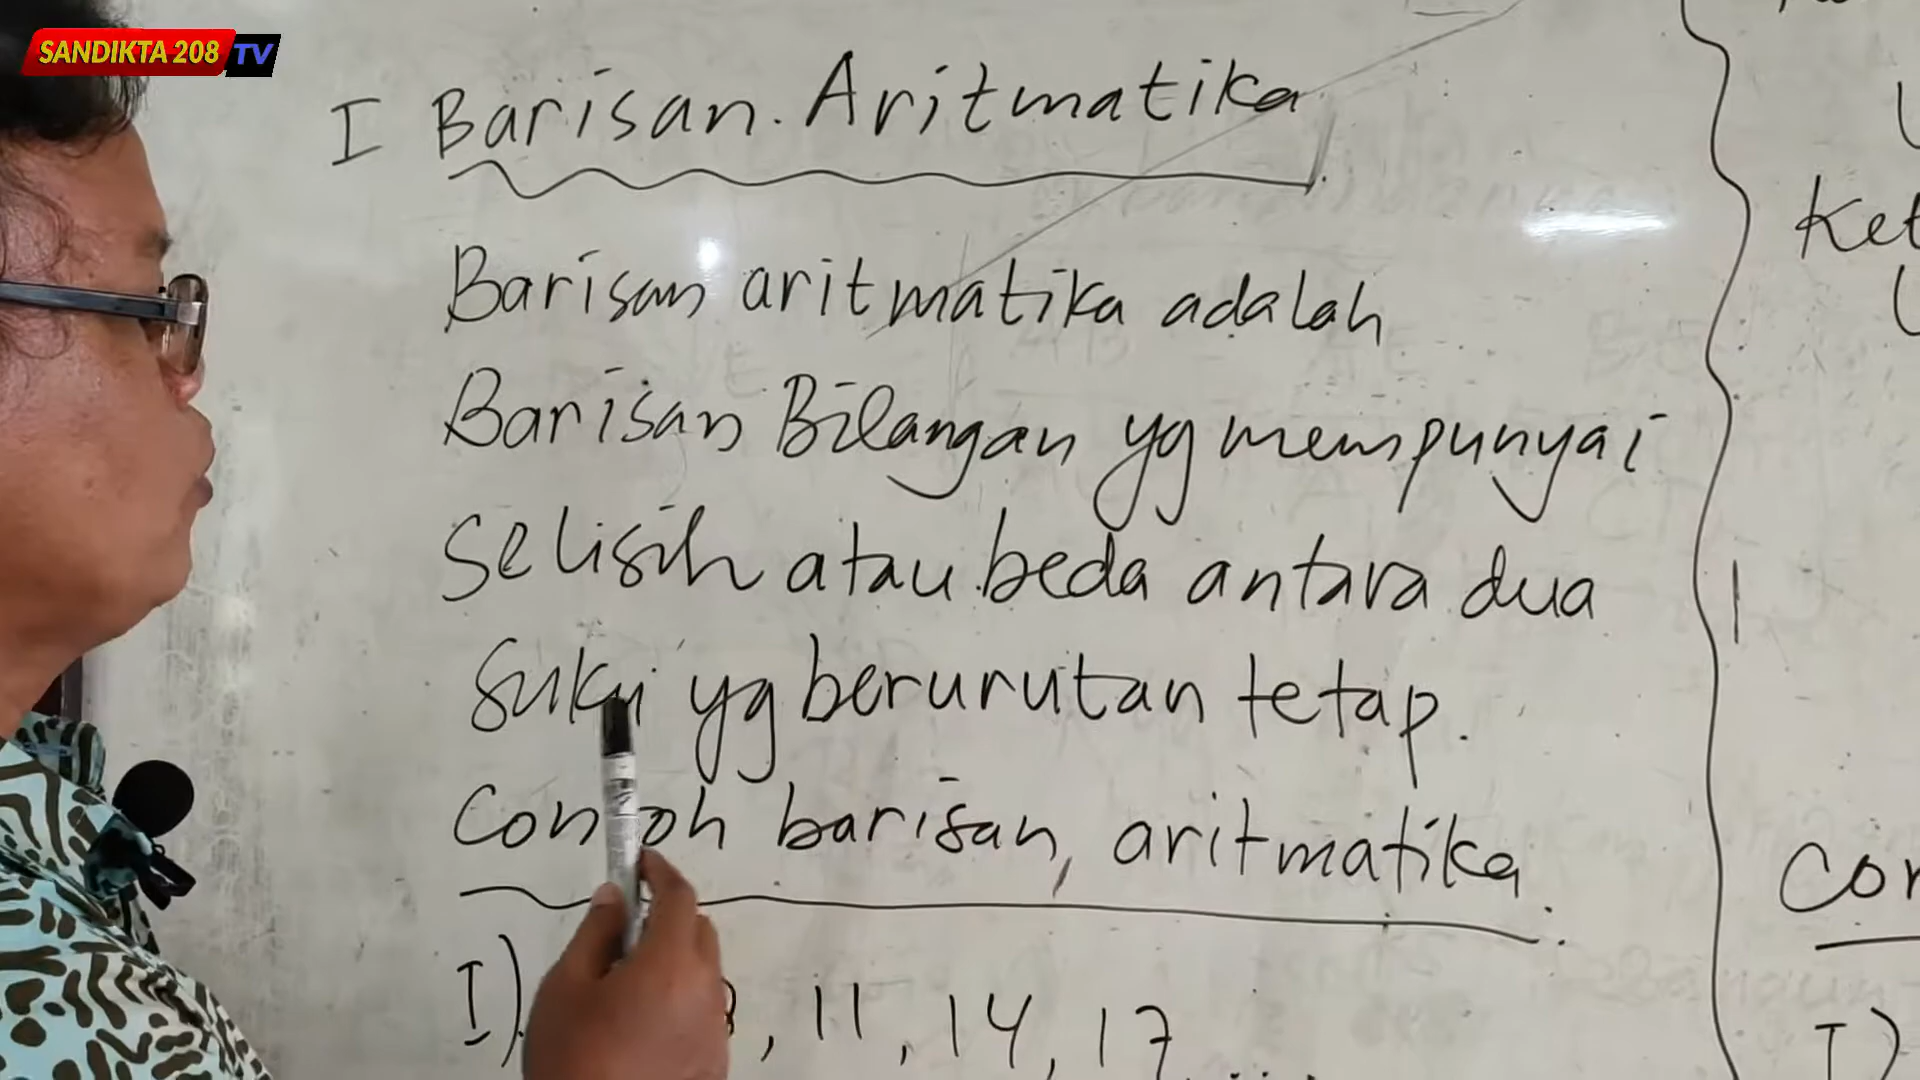 SANDIKTA 208 TV
I Barisan. Aritmatika
Barisan aritmatika adalah
Barisan Bilangan yg mempunyai
Selisih atau beda antara dua
Suku yg berurutan tetap.
Contoh barisan, aritmatika.
I) 8, 11, 14, 17, ....
Ket
Con
I)